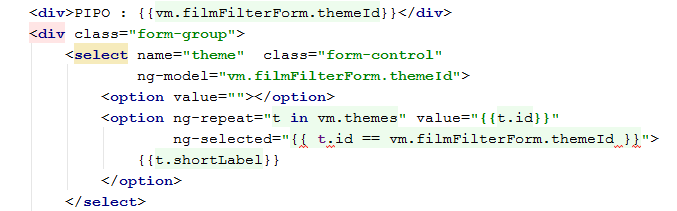 <div>PIPO : {{vm.filmFilterForm.themeId}}</div>
<div class="form-group">
<select name="theme"  class="form-control"
ng-model="vm.filmFilterForm.themeId">
<option value=""></option>
<option ng-repeat="t in vm.themes" value="{{t.id}}"
ng-selected="{{ t.id == vm.filmFilterForm.themeId }}">
{{t.shortLabel}}
</option>
</select>